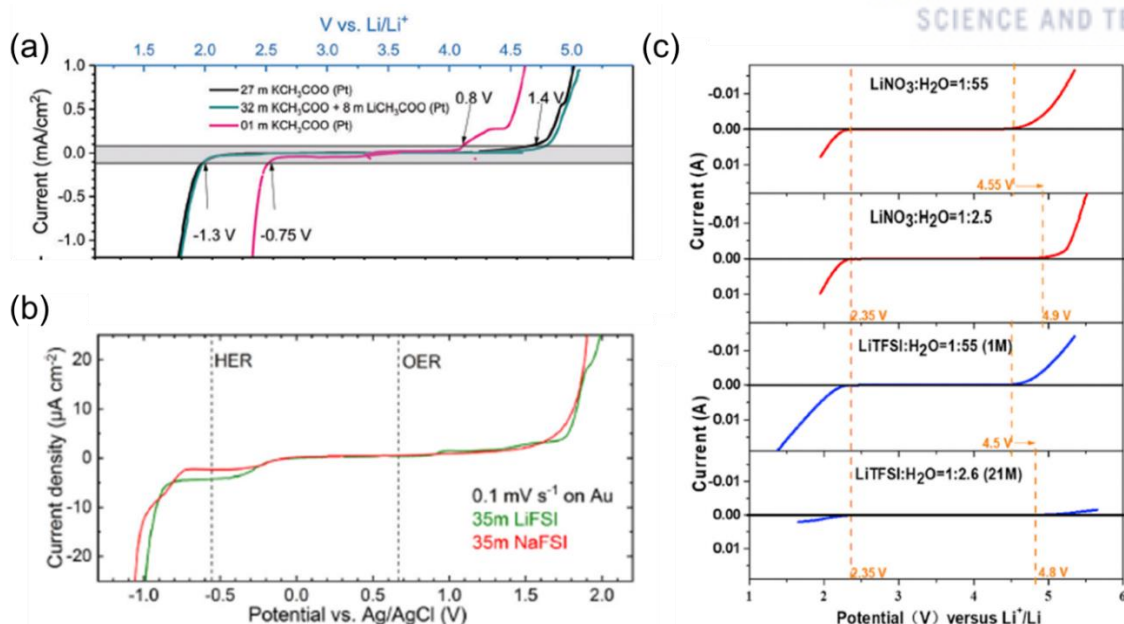 SCIENCE AND TE
(a)
V vs. Li/Li⁺
1.5 2.0 2.5 3.0 3.5 4.0 4.5 5.0
Current (mA/cm²)
1.0
0.5
0.0
-0.5
-1.0
27 m KCH₃COO (Pt)
32 m KCH₃COO + 8 m LiCH₃COO (Pt)
01 m KCH₃COO (Pt)
0.8 V
1.4 V
-1.3 V
-0.75 V
(b)
Current density (µA cm⁻²)
20
10
0
-10
-20
HER
OER
0.1 mV s⁻¹ on Au
35m LiFSI
35m NaFSI
-1.0 -0.5 0.0 0.5 1.0 1.5 2.0
Potential vs. Ag/AgCl (V)
(c)
Current (A)
-0.01
0.00
0.01
LiNO₃:H₂O=1:55
4.55 V
Current (A)
-0.01
0.00
0.01
LiNO₃:H₂O=1:2.5
2.35 V
4.9 V
Current (A)
-0.01
0.00
0.01
LiTFSI:H₂O=1:55 (1M)
4.5 V
Current (A)
-0.01
0.00
0.01
LiTFSI:H₂O=1:2.6 (21M)
2.35 V
4.8 V
1 2 3 4 5 6
Potential (V) versus Li⁺/Li